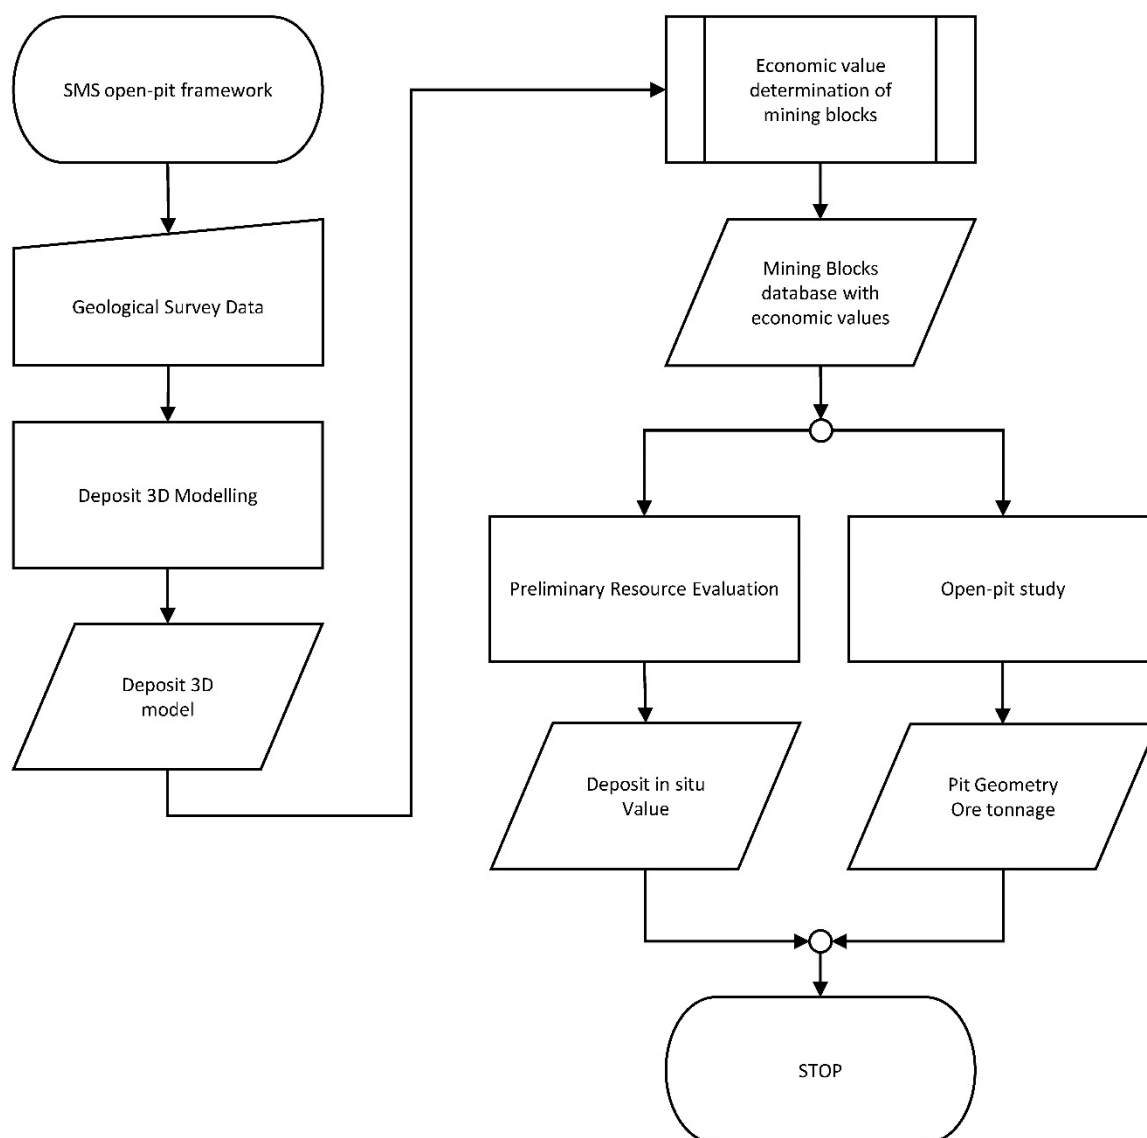 SMS open-pit framework
Geological Survey Data
Deposit 3D Modelling
Deposit 3D
model
Economic value
determination of
mining blocks
Mining Blocks
database with
economic values
Preliminary Resource Evaluation
Open-pit study
Deposit in situ
Value
Pit Geometry
Ore tonnage
STOP